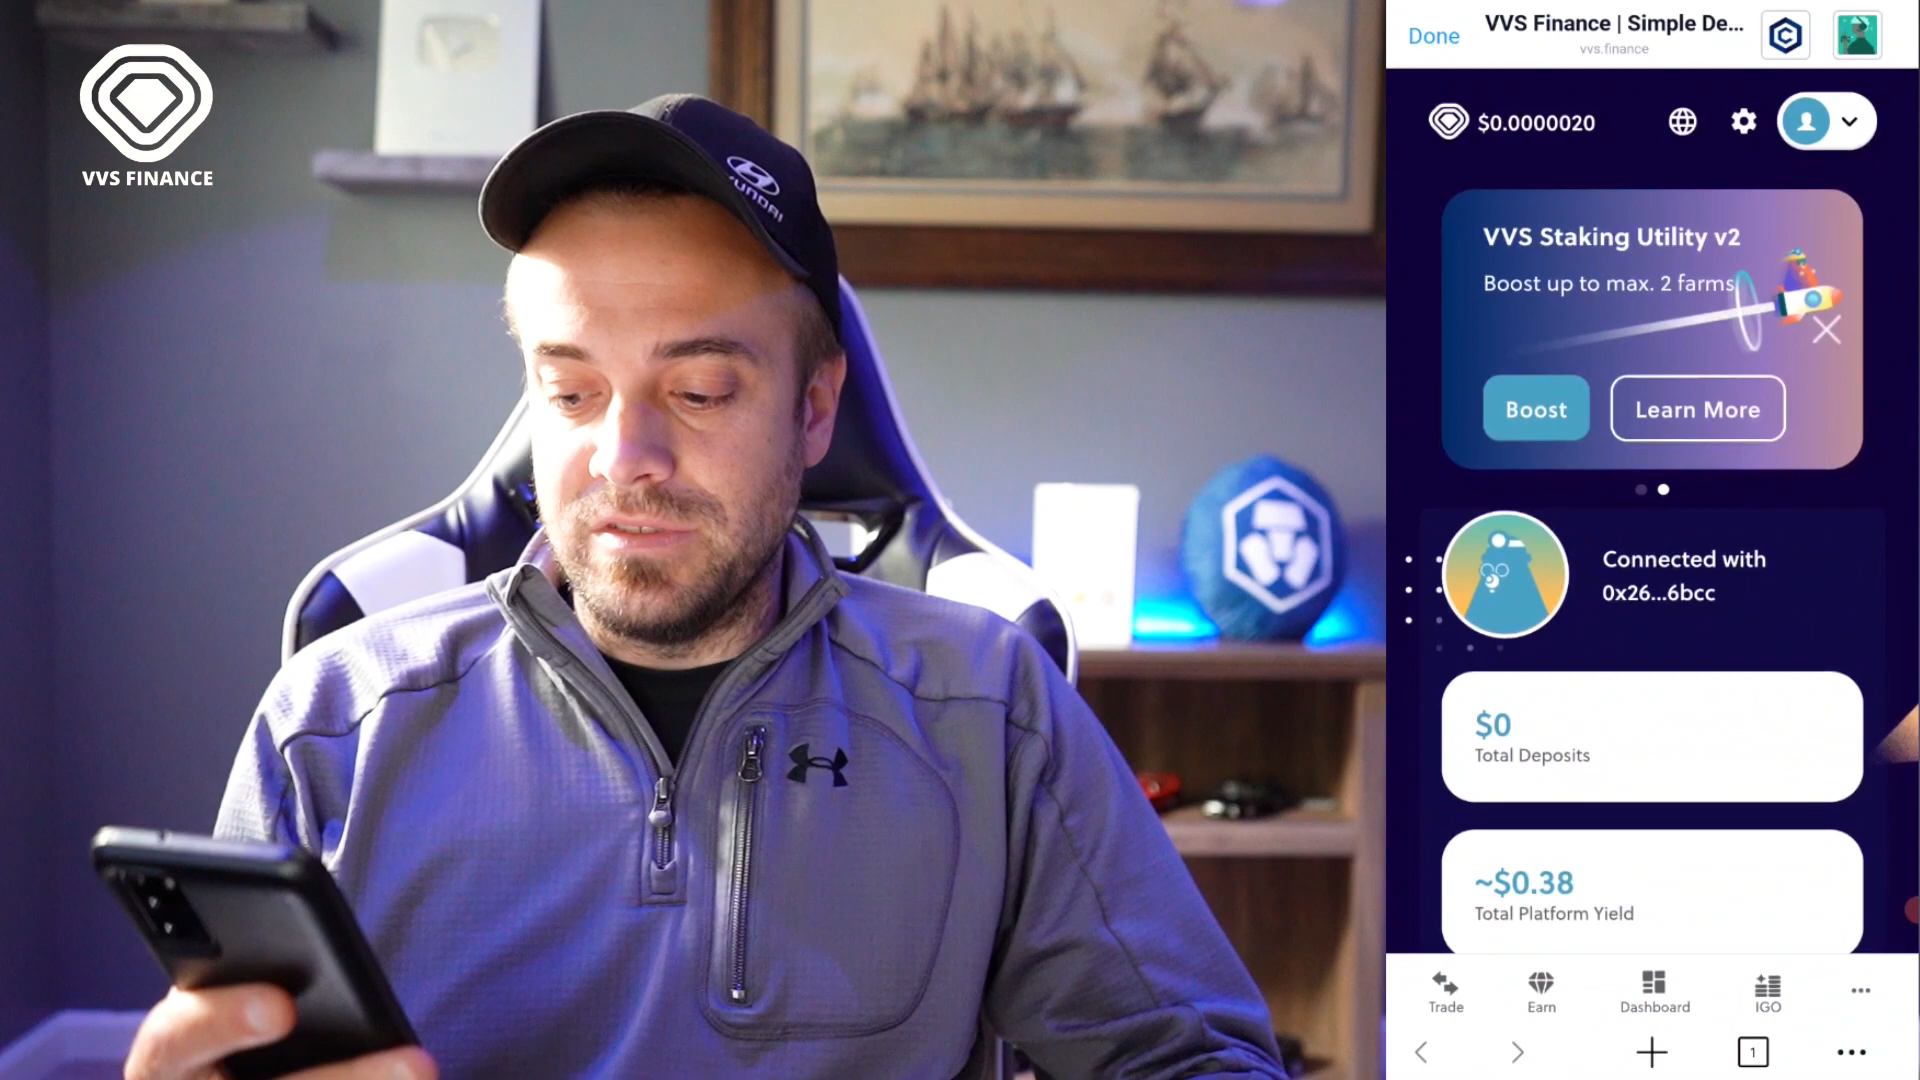 VVS FINANCE
HYUNDAI
Done
VVS Finance | Simple De...
vvs.finance
$0.0000020
VVS Staking Utility v2
Boost up to max. 2 farms
Boost
Learn More
Connected with
0x26...6bcc
$0
Total Deposits
~$0.38
Total Platform Yield
Trade
Earn
Dashboard
IGO
1